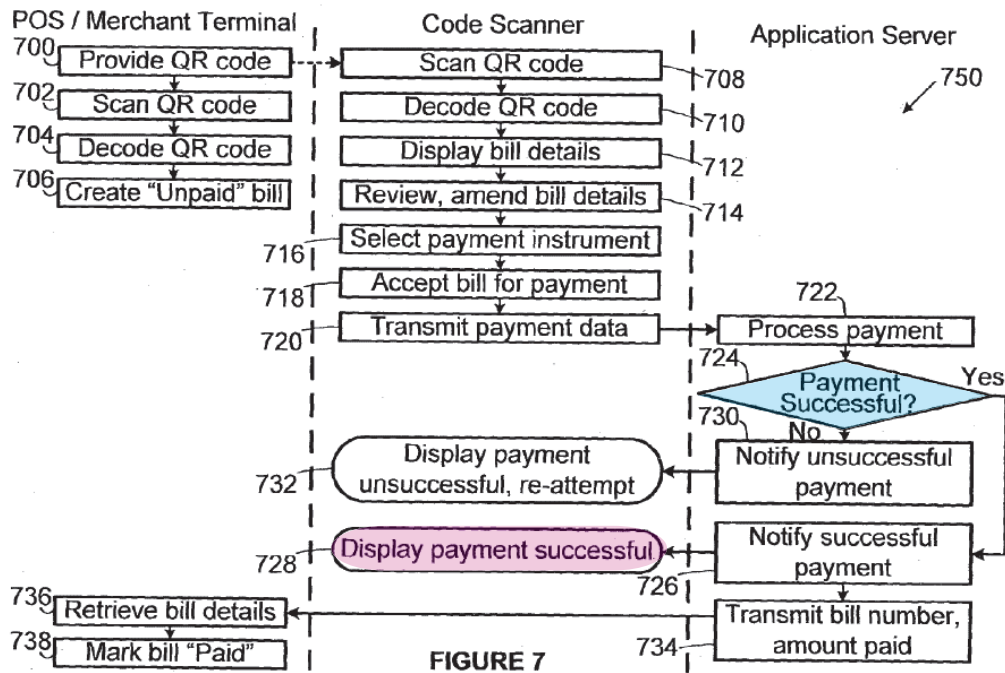 POS / Merchant Terminal
Code Scanner
Application Server
700
Provide QR code
Scan QR code
708
750
702
Scan QR code
Decode QR code
710
704
Decode QR code
Display bill details
712
706
Create “Unpaid” bill
Review, amend bill details
714
716
Select payment instrument
718
Accept bill for payment
722
720
Transmit payment data
Process payment
724
Payment
Successful?
Yes
730
No
732
Display payment
unsuccessful, re-attempt
Notify unsuccessful
payment
728
Display payment successful
Notify successful
payment
726
736
Retrieve bill details
Transmit bill number,
amount paid
734
738
Mark bill “Paid”
FIGURE 7